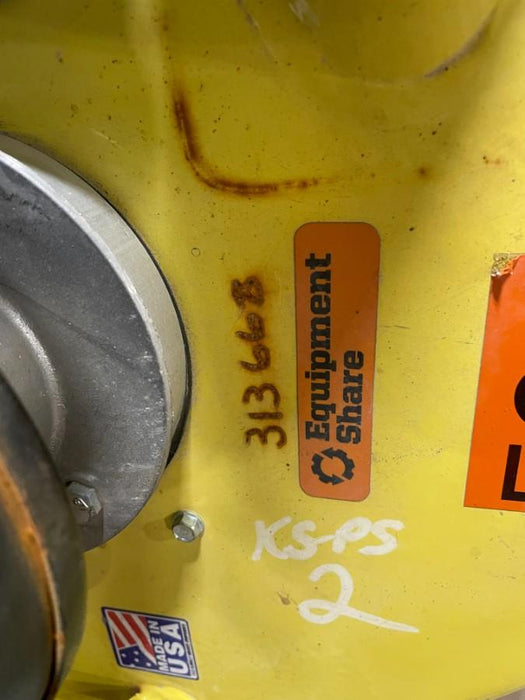 313668
Equipment
Share
KS-PS
2
MADE IN
USA